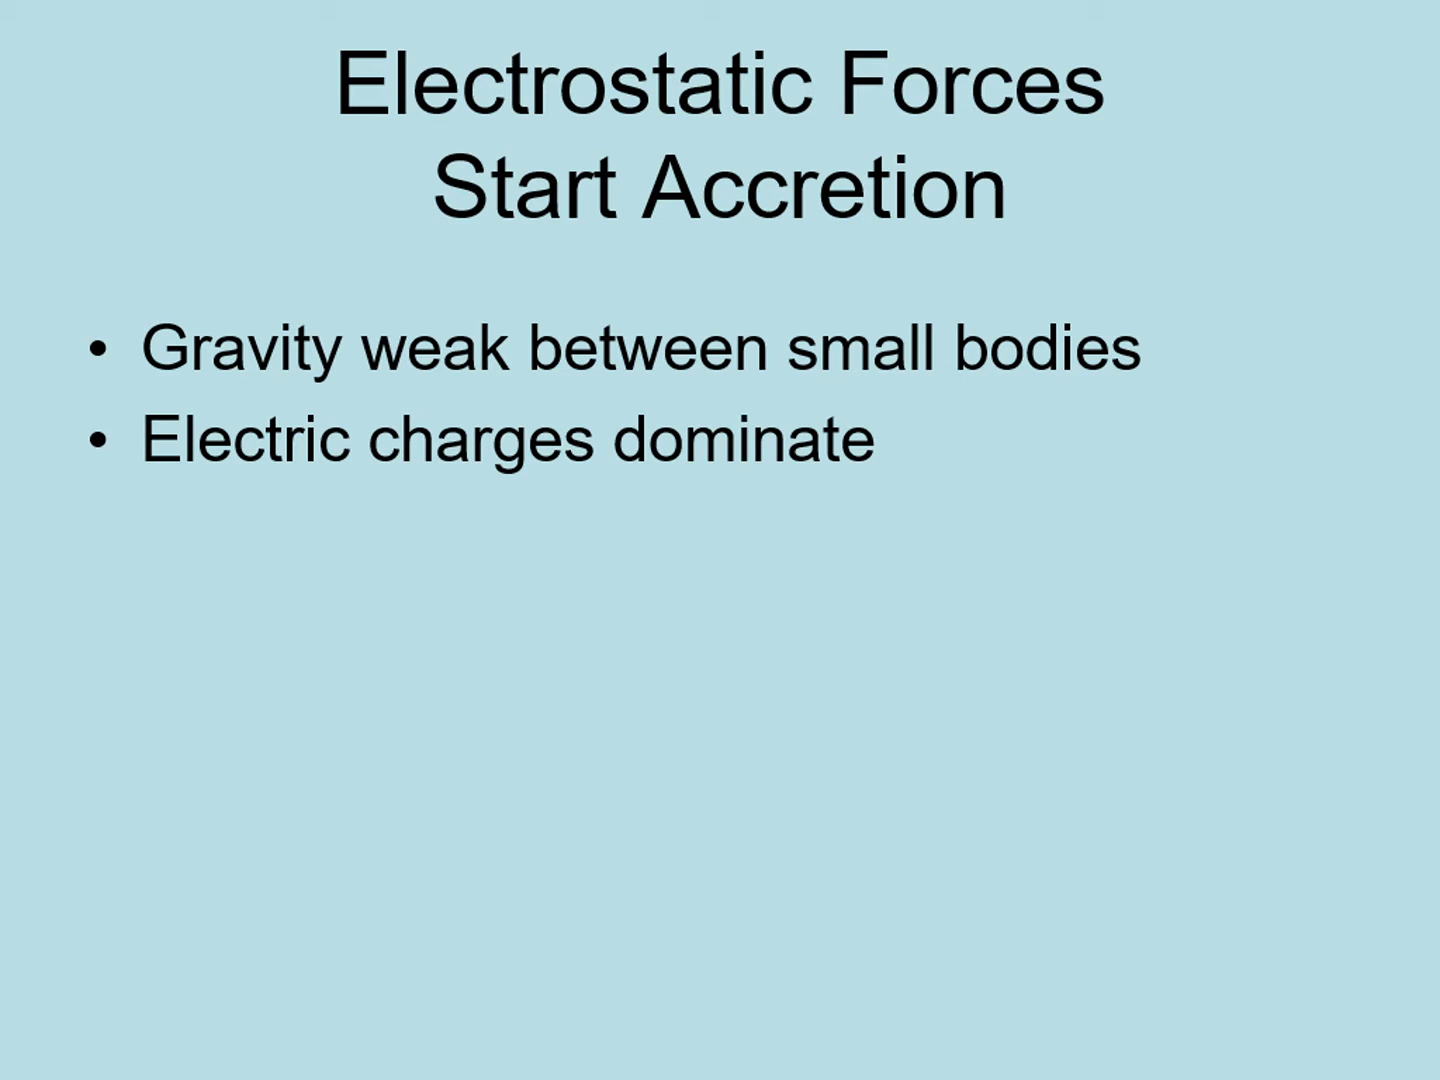 Electrostatic Forces
Start Accretion
• Gravity weak between small bodies
• Electric charges dominate